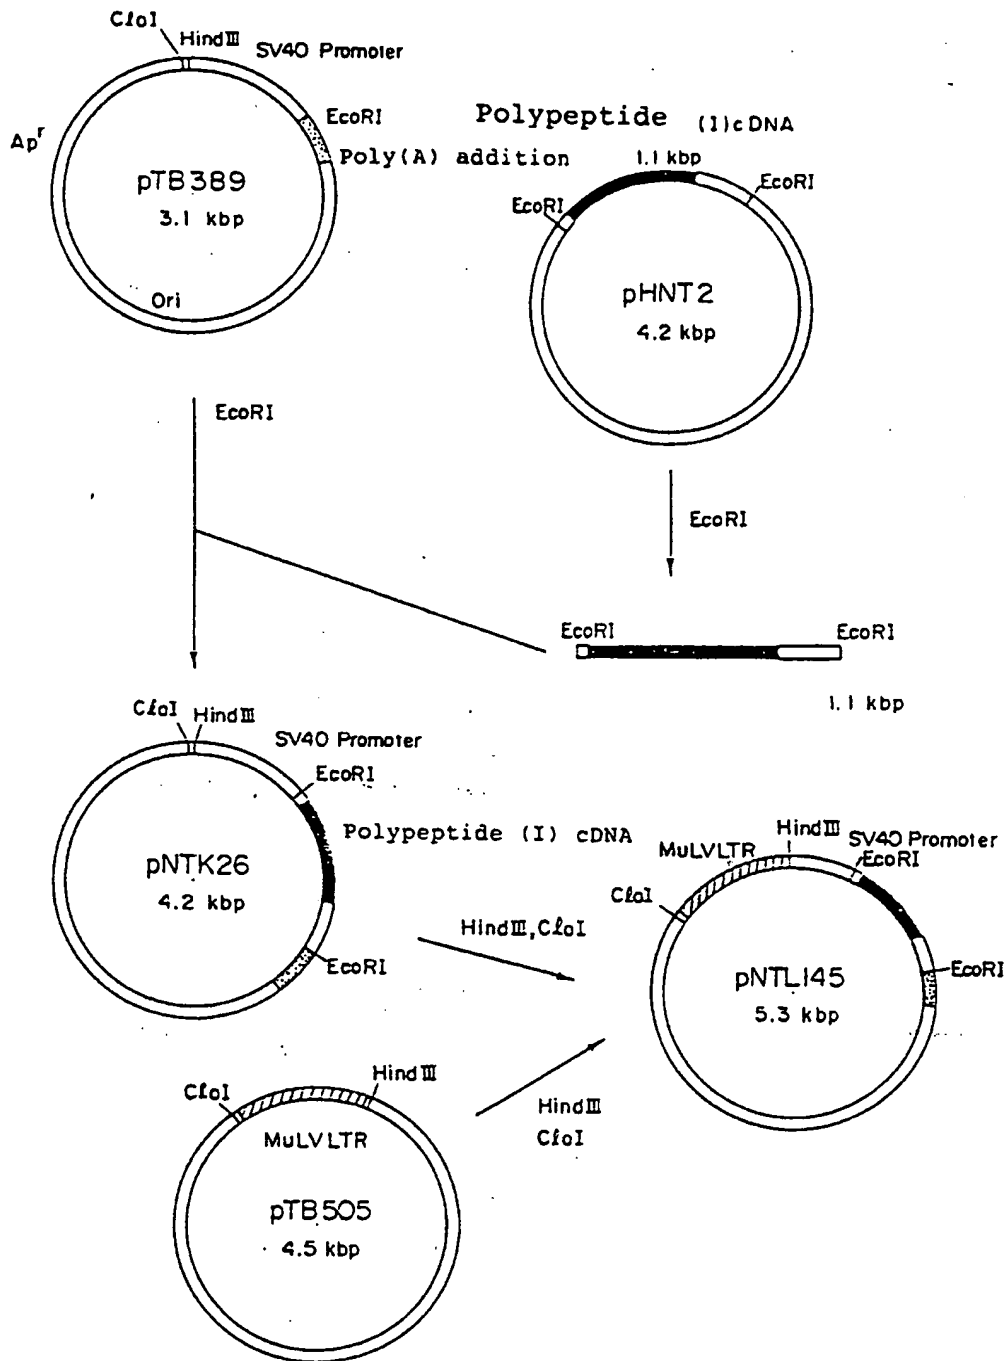 ClaI
HindIII
SV40 Promoter
EcoRI
Apʳ
Poly(A) addition
pTB389
3.1 kbp
Ori
Polypeptide (I) cDNA
1.1 kbp
EcoRI
EcoRI
pHNT2
4.2 kbp
EcoRI
EcoRI
EcoRI
EcoRI
1.1 kbp
ClaI
HindIII
SV40 Promoter
EcoRI
Polypeptide (I) cDNA
pNTK26
4.2 kbp
EcoRI
HindIII, ClaI
MuLVLTR
HindIII
SV40 Promoter
EcoRI
ClaI
EcoRI
pNTL145
5.3 kbp
ClaI
HindIII
MuLVLTR
pTB505
4.5 kbp
HindIII
ClaI